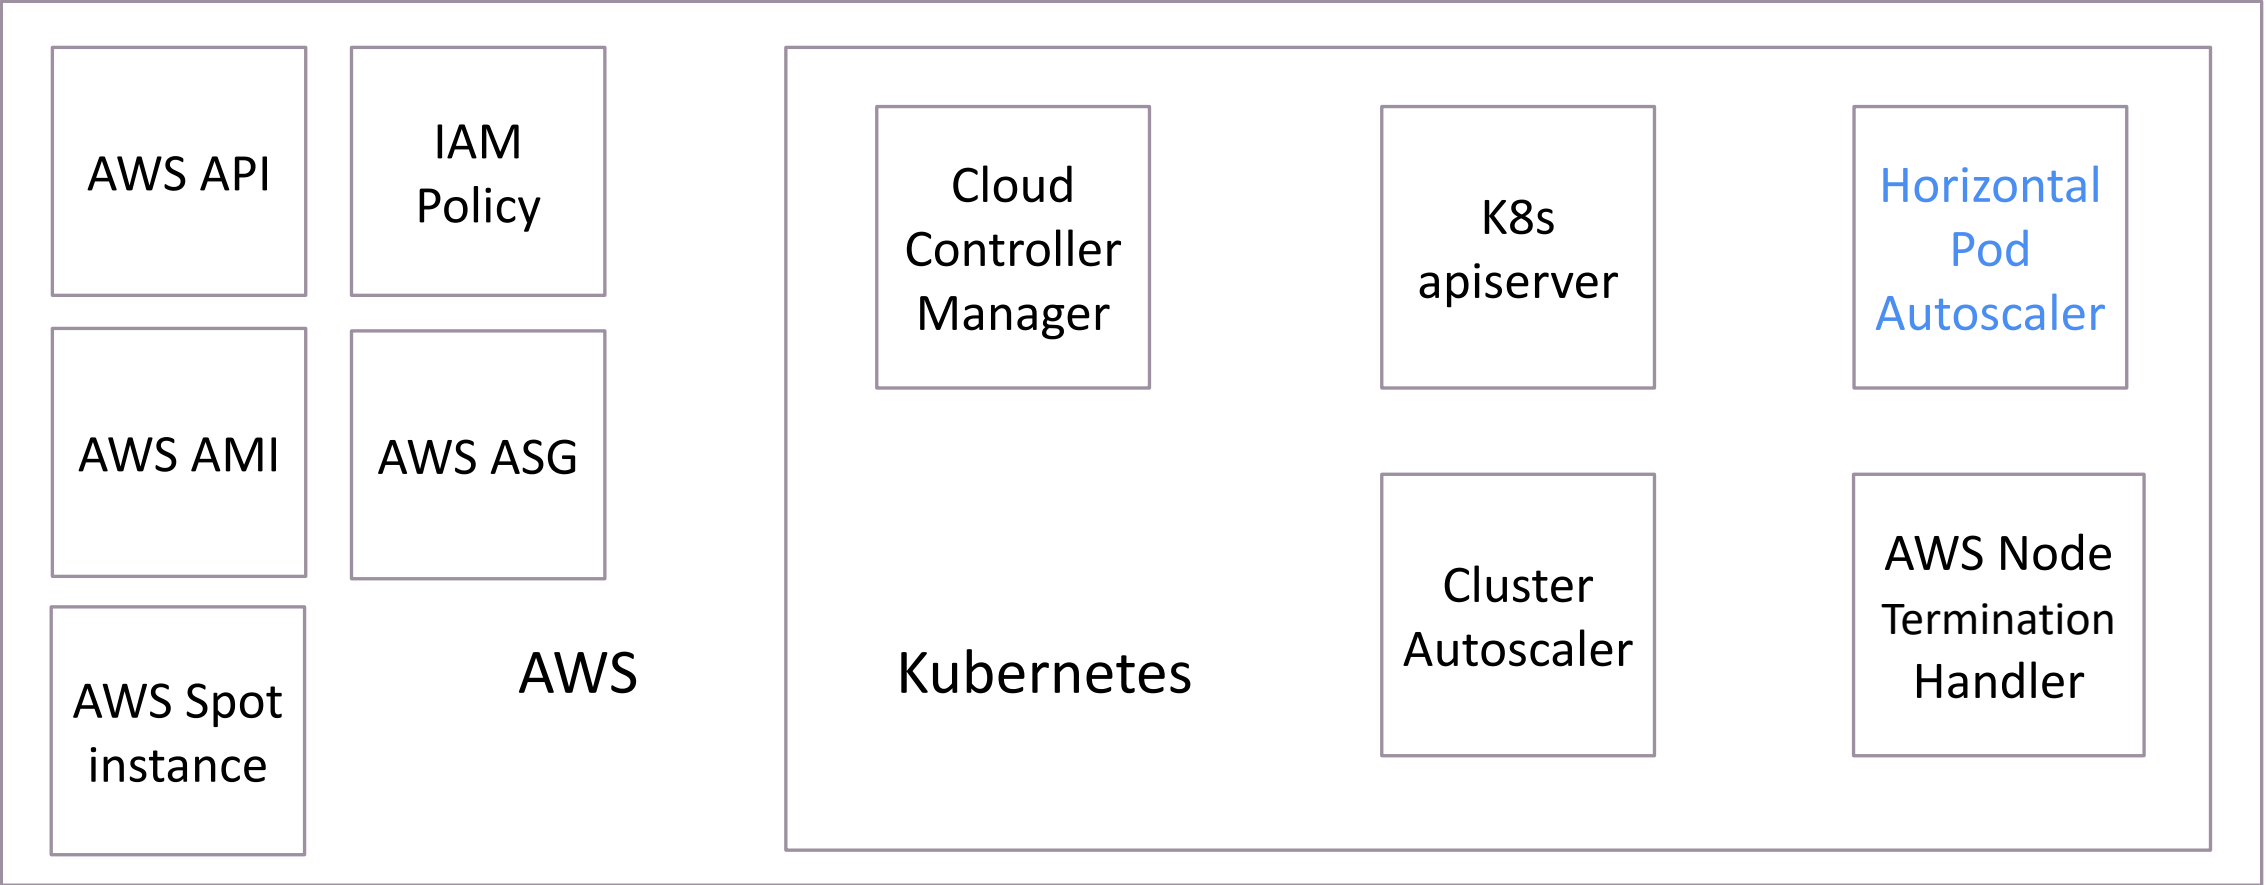 AWS API
IAM
Policy
AWS AMI
AWS ASG
AWS Spot
instance
AWS
Cloud
Controller
Manager
K8s
apiserver
Horizontal
Pod
Autoscaler
Kubernetes
Cluster
Autoscaler
AWS Node
Termination
Handler